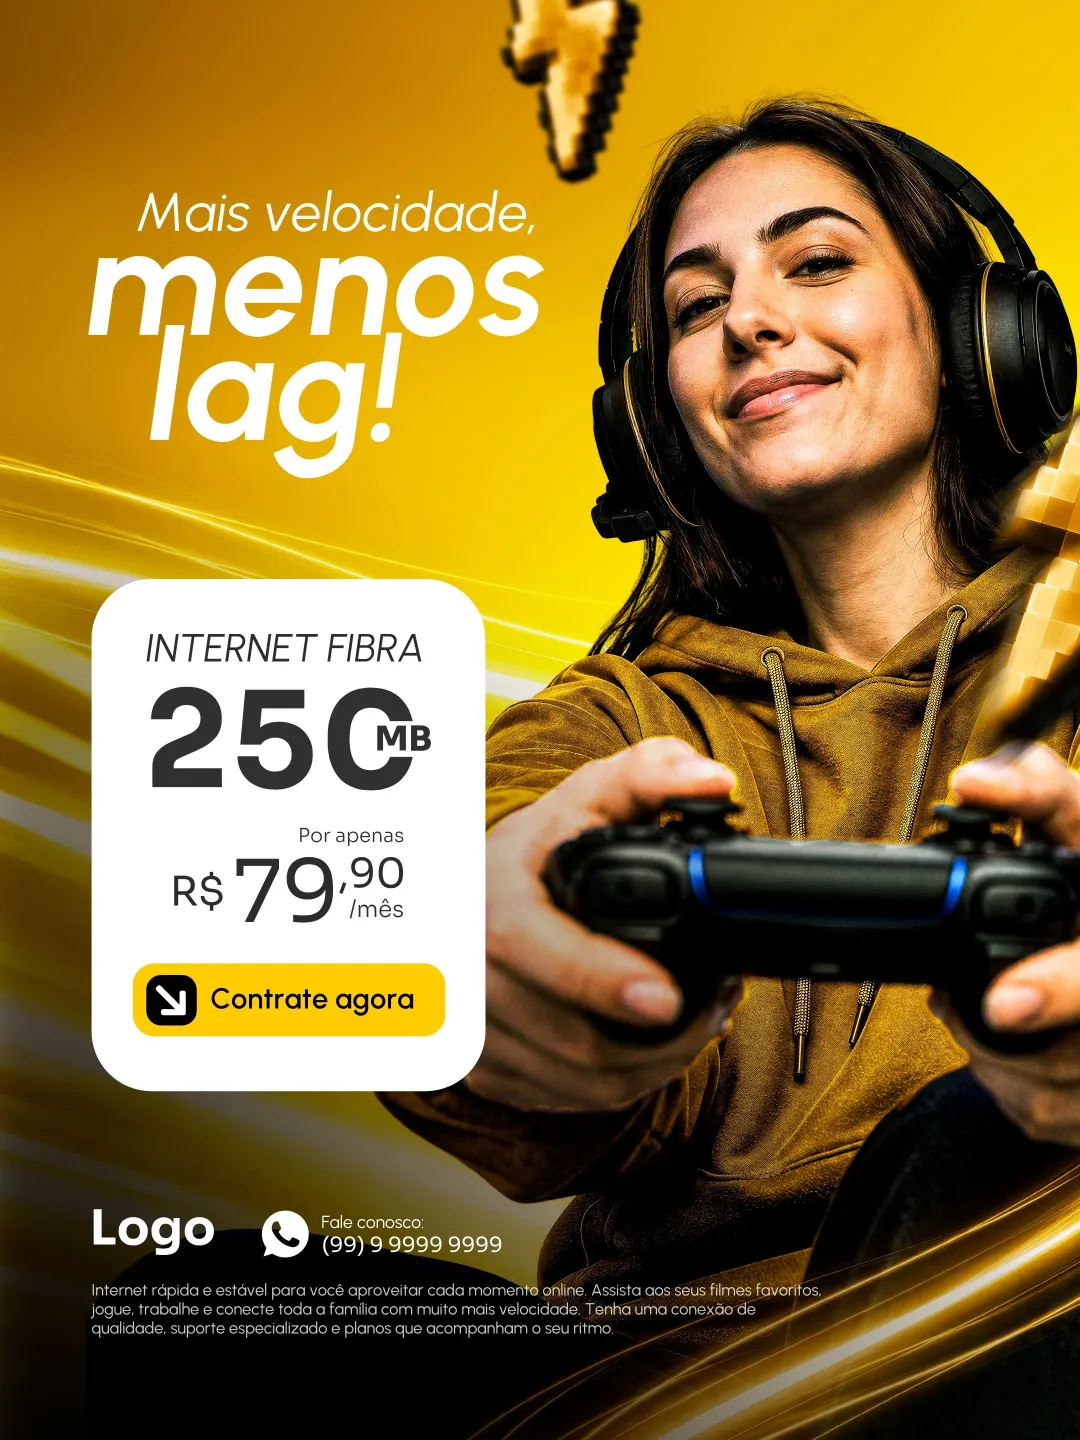 Mais velocidade,
menos
lag!
INTERNET FIBRA
250MB
Por apenas
R$ 79,90
/mês
Contrate agora
Logo
Fale conosco:
(99) 9 9999 9999
Internet rápida e estável para você aproveitar cada momento online. Assista aos seus filmes favoritos,
jogue, trabalhe e conecte toda a família com muito mais velocidade. Tenha uma conexão de
qualidade, suporte especializado e planos que acompanham o seu ritmo.